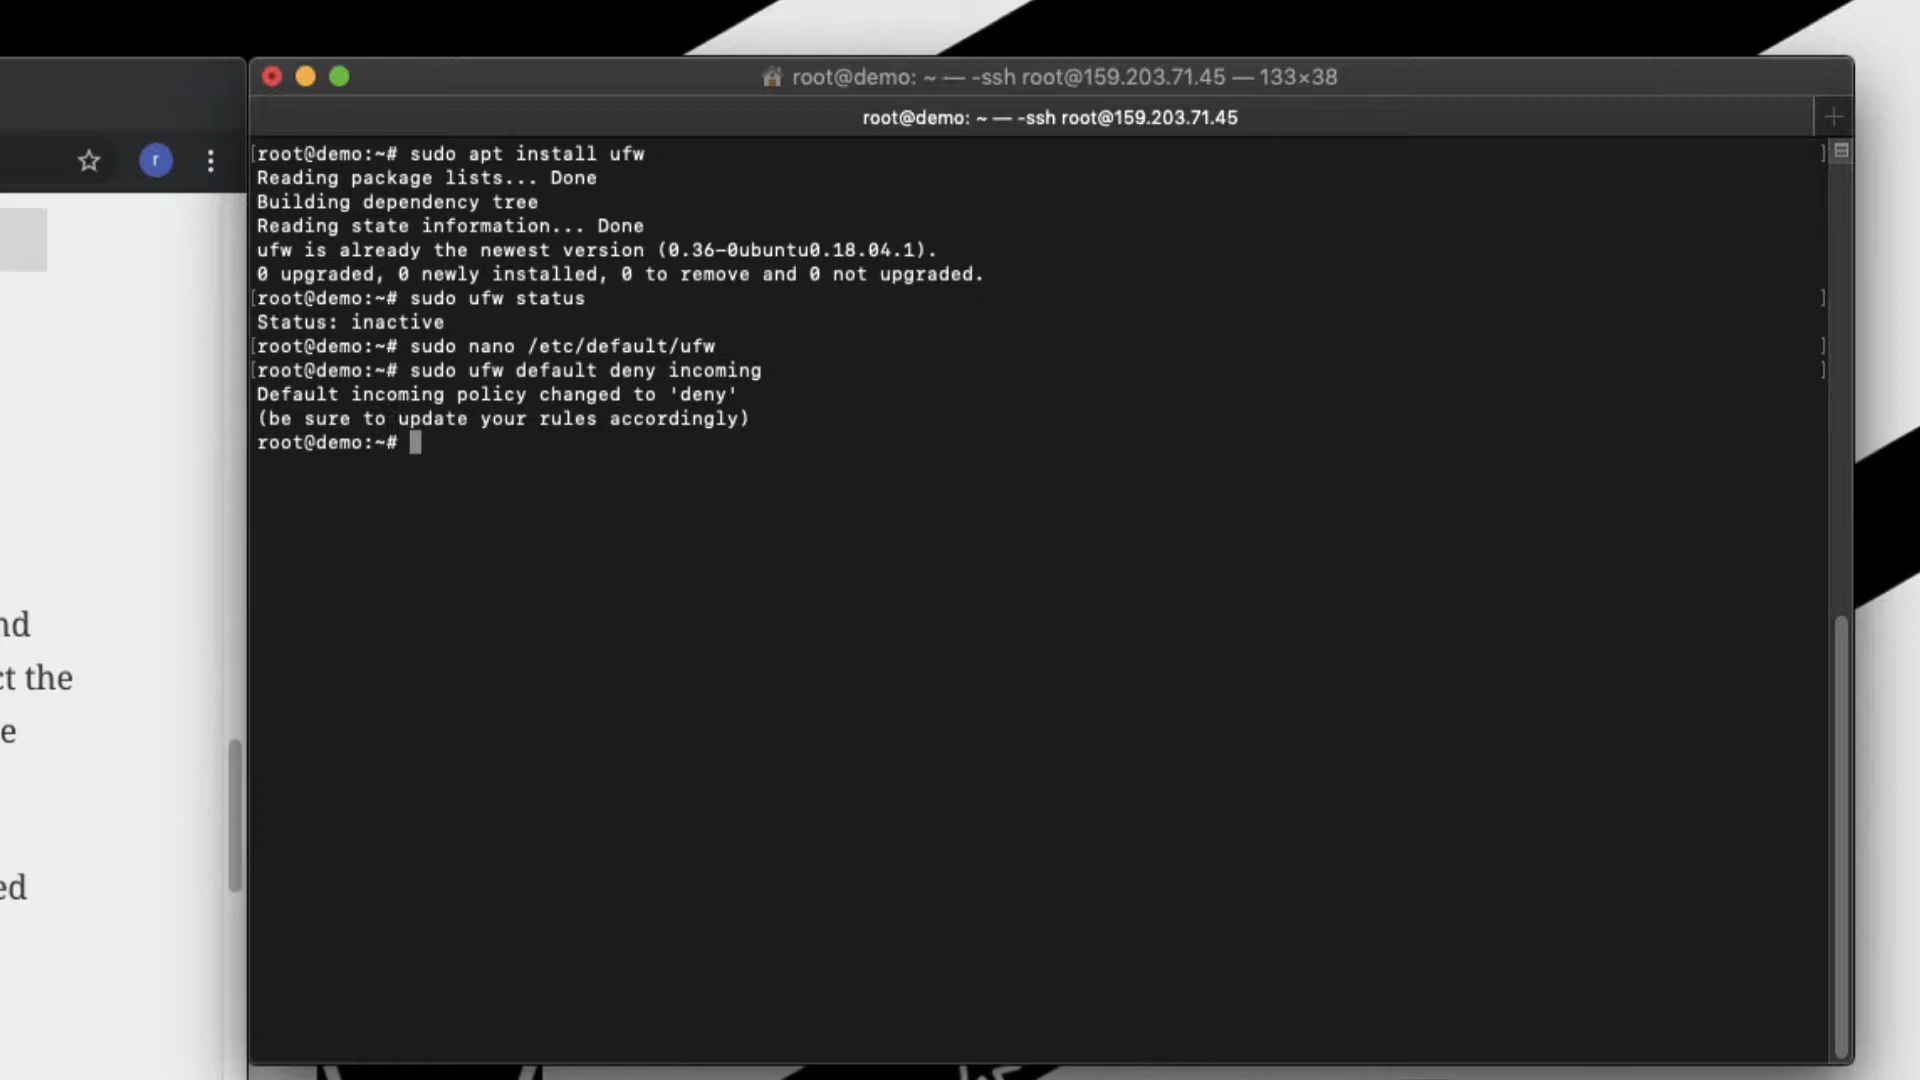 root@demo: ~ — -ssh root@159.203.71.45 — 133×38
root@demo: ~ — -ssh root@159.203.71.45
r
[root@demo:~# sudo apt install ufw ]
Reading package lists... Done
Building dependency tree
Reading state information... Done
ufw is already the newest version (0.36-0ubuntu0.18.04.1).
0 upgraded, 0 newly installed, 0 to remove and 0 not upgraded.
[root@demo:~# sudo ufw status ]
Status: inactive
[root@demo:~# sudo nano /etc/default/ufw ]
[root@demo:~# sudo ufw default deny incoming ]
Default incoming policy changed to 'deny'
(be sure to update your rules accordingly)
root@demo:~#
nd
ct the
e
ed